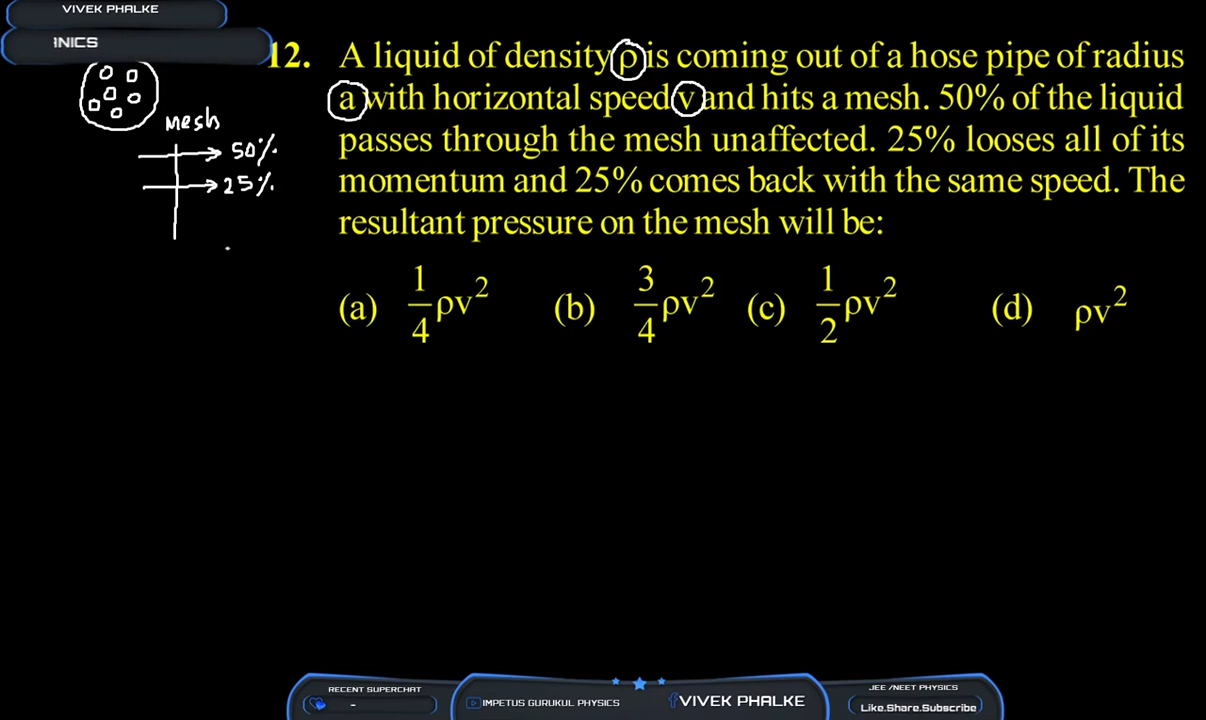 VIVEK PHALKE
INICS
mesh
50%
25%
12. A liquid of density ρ is coming out of a hose pipe of radius
a with horizontal speed v and hits a mesh. 50% of the liquid
passes through the mesh unaffected. 25% looses all of its
momentum and 25% comes back with the same speed. The
resultant pressure on the mesh will be:
(a) 1/4 ρv² (b) 3/4 ρv² (c) 1/2 ρv² (d) ρv²
RECENT SUPERCHAT
-
IMPETUS GURUKUL PHYSICS
VIVEK PHALKE
JEE /NEET PHYSICS
Like.Share.Subscribe